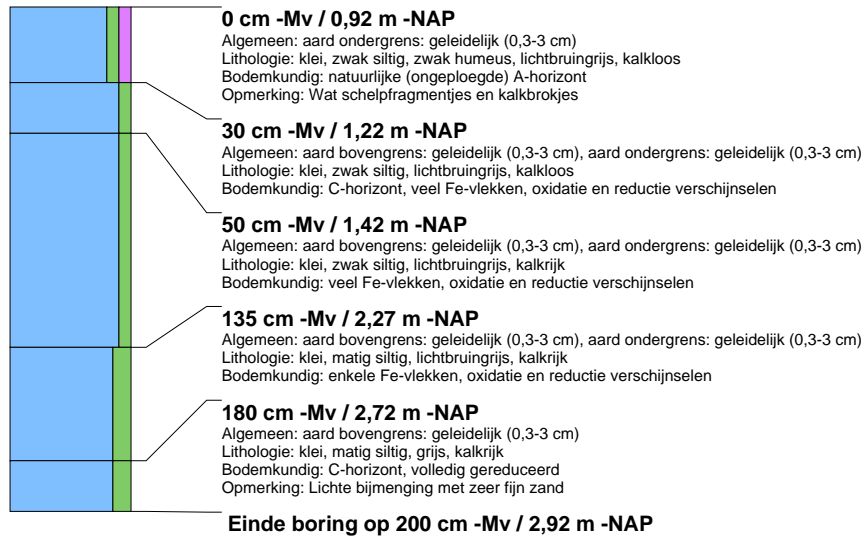 0 cm -Mv / 0,92 m -NAP
Algemeen: aard ondergrens: geleidelijk (0,3-3 cm)
Lithologie: klei, zwak siltig, zwak humeus, lichtbruingrijs, kalkloos
Bodemkundig: natuurlijke (ongeploegde) A-horizont
Opmerking: Wat schelpfragmentjes en kalkbrokjes
30 cm -Mv / 1,22 m -NAP
Algemeen: aard bovengrens: geleidelijk (0,3-3 cm), aard ondergrens: geleidelijk (0,3-3 cm)
Lithologie: klei, zwak siltig, lichtbruingrijs, kalkloos
Bodemkundig: C-horizont, veel Fe-vlekken, oxidatie en reductie verschijnselen
50 cm -Mv / 1,42 m -NAP
Algemeen: aard bovengrens: geleidelijk (0,3-3 cm), aard ondergrens: geleidelijk (0,3-3 cm)
Lithologie: klei, zwak siltig, lichtbruingrijs, kalkrijk
Bodemkundig: veel Fe-vlekken, oxidatie en reductie verschijnselen
135 cm -Mv / 2,27 m -NAP
Algemeen: aard bovengrens: geleidelijk (0,3-3 cm), aard ondergrens: geleidelijk (0,3-3 cm)
Lithologie: klei, matig siltig, lichtbruingrijs, kalkrijk
Bodemkundig: enkele Fe-vlekken, oxidatie en reductie verschijnselen
180 cm -Mv / 2,72 m -NAP
Algemeen: aard bovengrens: geleidelijk (0,3-3 cm)
Lithologie: klei, matig siltig, grijs, kalkrijk
Bodemkundig: C-horizont, volledig gereduceerd
Opmerking: Lichte bijmenging met zeer fijn zand
Einde boring op 200 cm -Mv / 2,92 m -NAP